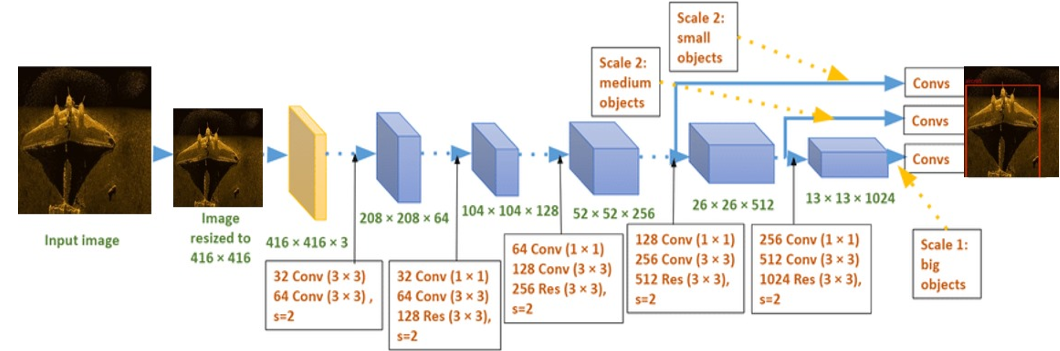 Scale 2:
small
objects
Scale 2:
medium
objects
Convs
Convs
Convs
Input image
Image
resized to
416 × 416
416 × 416 × 3
208 × 208 × 64
104 × 104 × 128
52 × 52 × 256
26 × 26 × 512
13 × 13 × 1024
32 Conv (3 × 3)
64 Conv (3 × 3) ,
s=2
32 Conv (1 × 1)
64 Conv (3 × 3)
128 Res (3 × 3),
s=2
64 Conv (1 × 1)
128 Conv (3 × 3)
256 Res (3 × 3),
s=2
128 Conv (1 × 1)
256 Conv (3 × 3)
512 Res (3 × 3),
s=2
256 Conv (1 × 1)
512 Conv (3 × 3)
1024 Res (3 × 3),
s=2
Scale 1:
big
objects